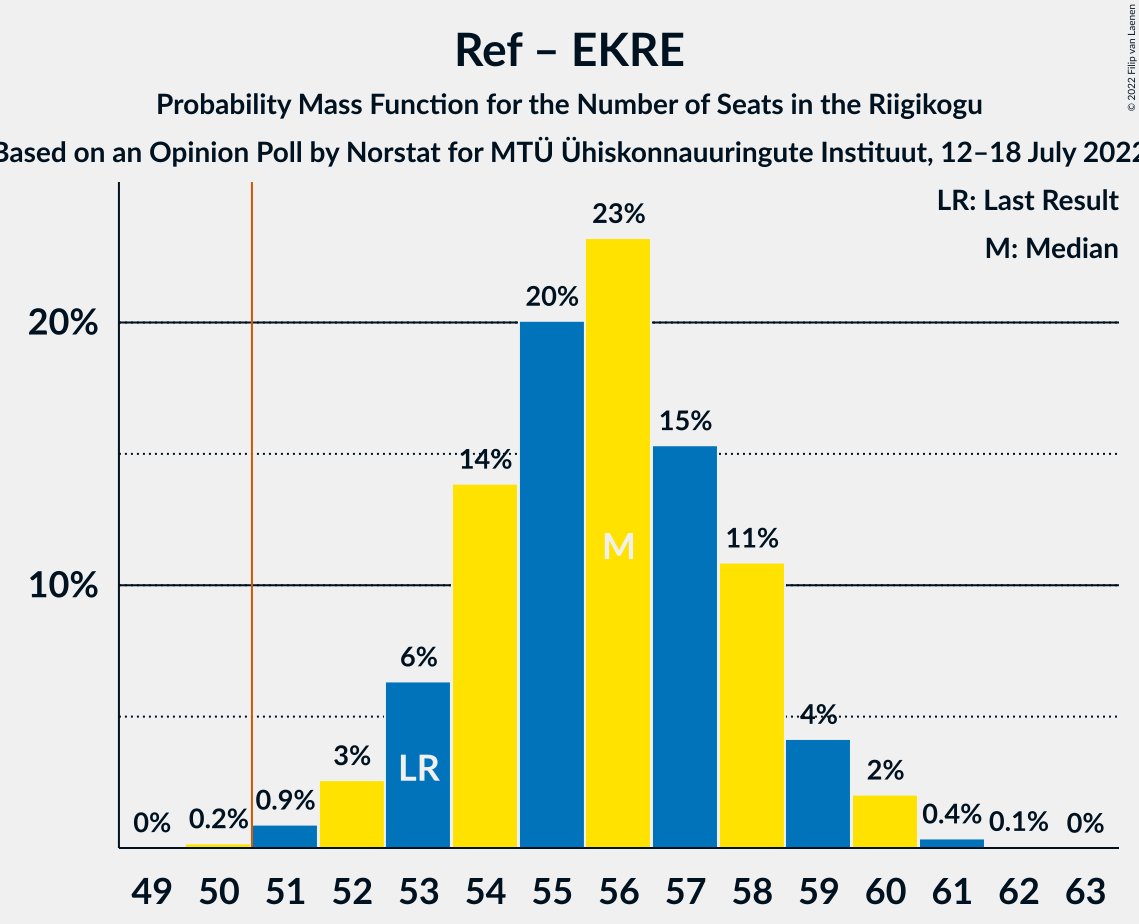 Ref – EKRE
Probability Mass Function for the Number of Seats in the Riigikogu
Based on an Opinion Poll by Norstat for MTÜ Ühiskonnauuringute Instituut, 12–18 July 2022
© 2022 Filip van Laenen
LR: Last Result
M: Median
23%
20%
20%
15%
14%
M
11%
10%
6%
LR
4%
3%
2%
0.9%
0.4%
0.2%
0.1%
0%
0%
49 50 51 52 53 54 55 56 57 58 59 60 61 62 63